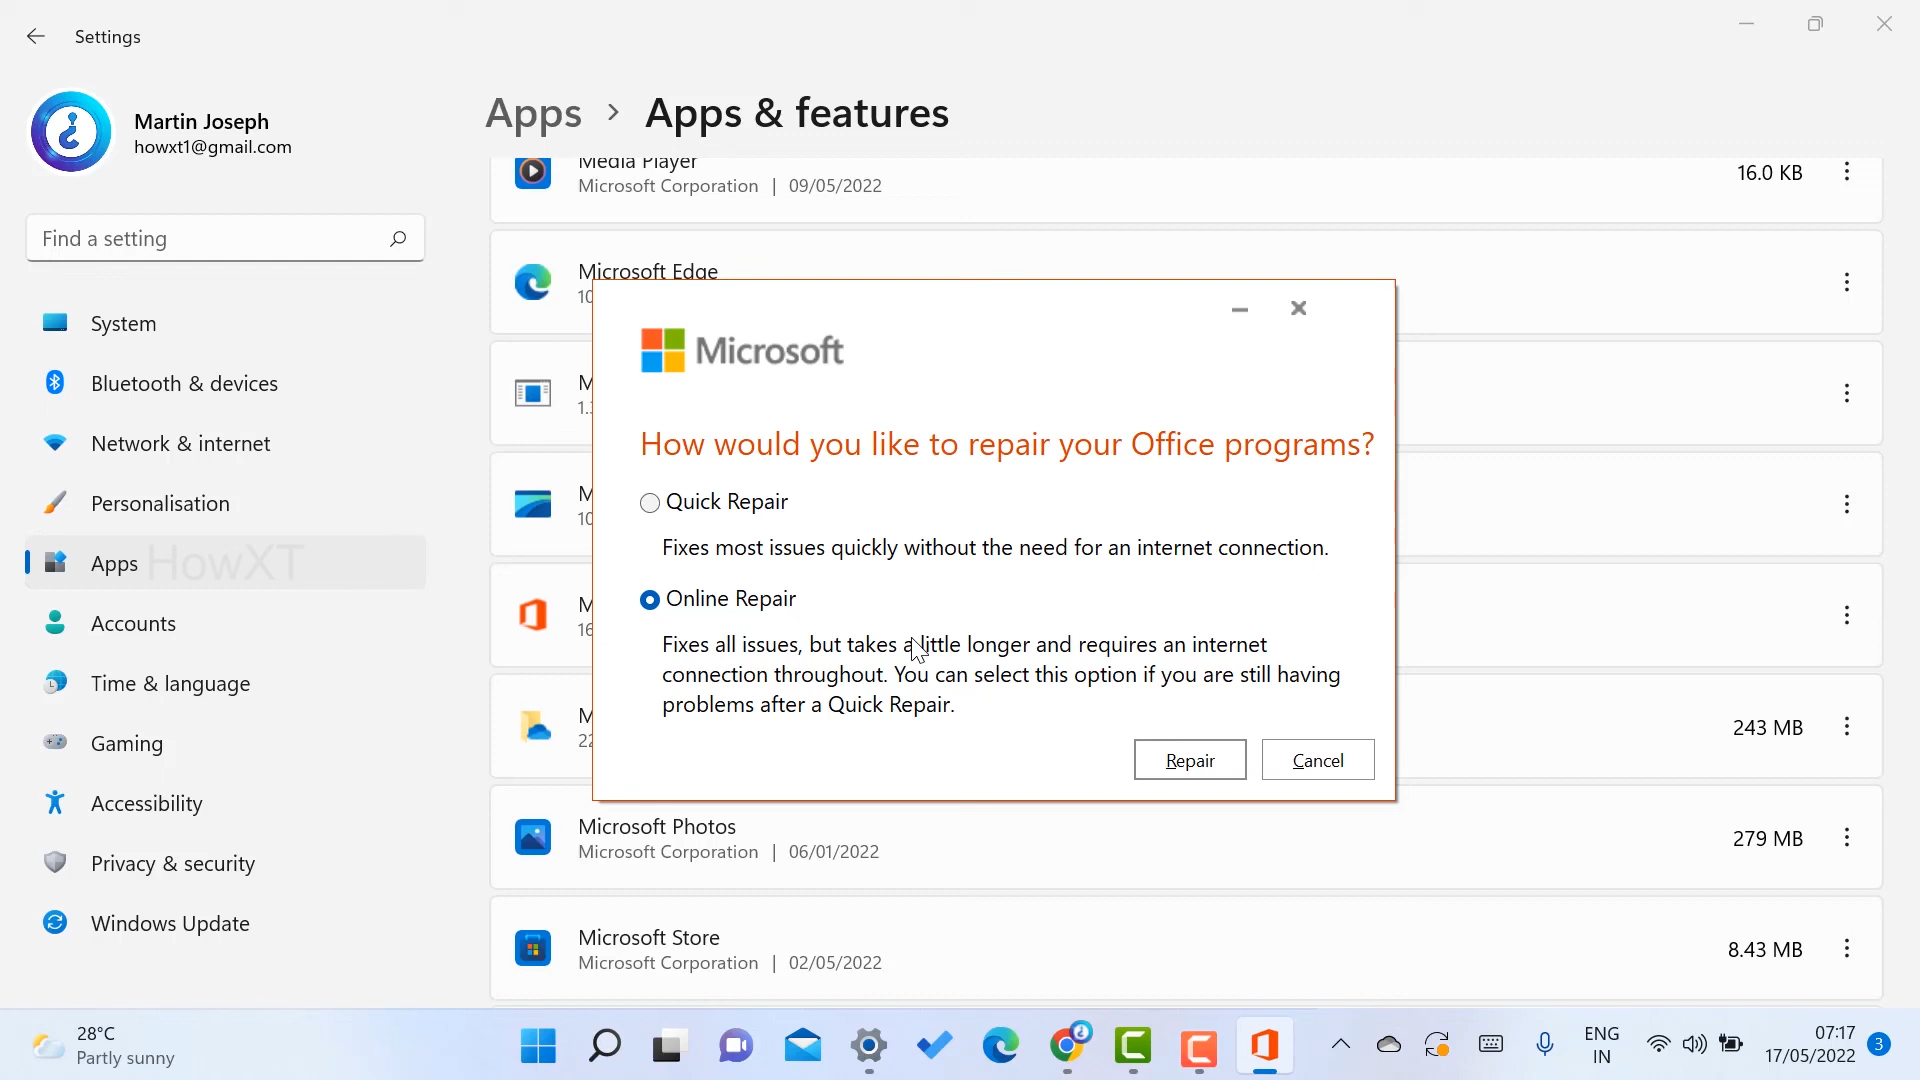 Settings
Martin Joseph
howxt1@gmail.com
Find a setting
System
Bluetooth & devices
Network & internet
Personalisation
Apps
HowXT
Accounts
Time & language
Gaming
Accessibility
Privacy & security
Windows Update
Apps > Apps & features
Media Player
Microsoft Corporation | 09/05/2022
16.0 KB
Microsoft Edge
10
M
1.
M
10
M
16
M
22
243 MB
Microsoft Photos
Microsoft Corporation | 06/01/2022
279 MB
Microsoft Store
Microsoft Corporation | 02/05/2022
8.43 MB
Microsoft
How would you like to repair your Office programs?
Quick Repair
Fixes most issues quickly without the need for an internet connection.
Online Repair
Fixes all issues, but takes a little longer and requires an internet
connection throughout. You can select this option if you are still having
problems after a Quick Repair.
Repair
Cancel
28°C
Partly sunny
ENG
IN
07:17
17/05/2022
3